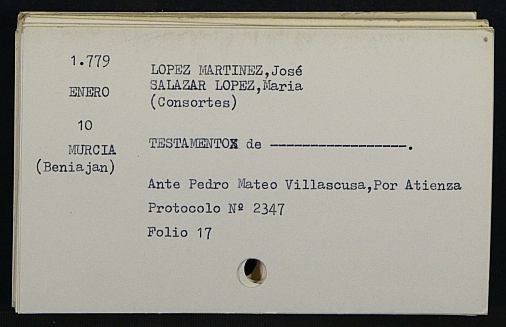 1.779
ENERO
10
MURCIA
(Beniajan)
LOPEZ MARTINEZ,José
SALAZAR LOPEZ,Maria
(Consortes)
TESTAMENTOX de -----------------.
Ante Pedro Mateo Villascusa,Por Atienza
Protocolo Nº 2347
Folio 17